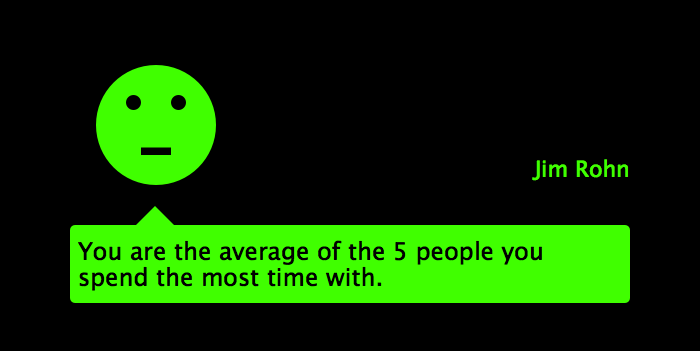 Jim Rohn
You are the average of the 5 people you
spend the most time with.